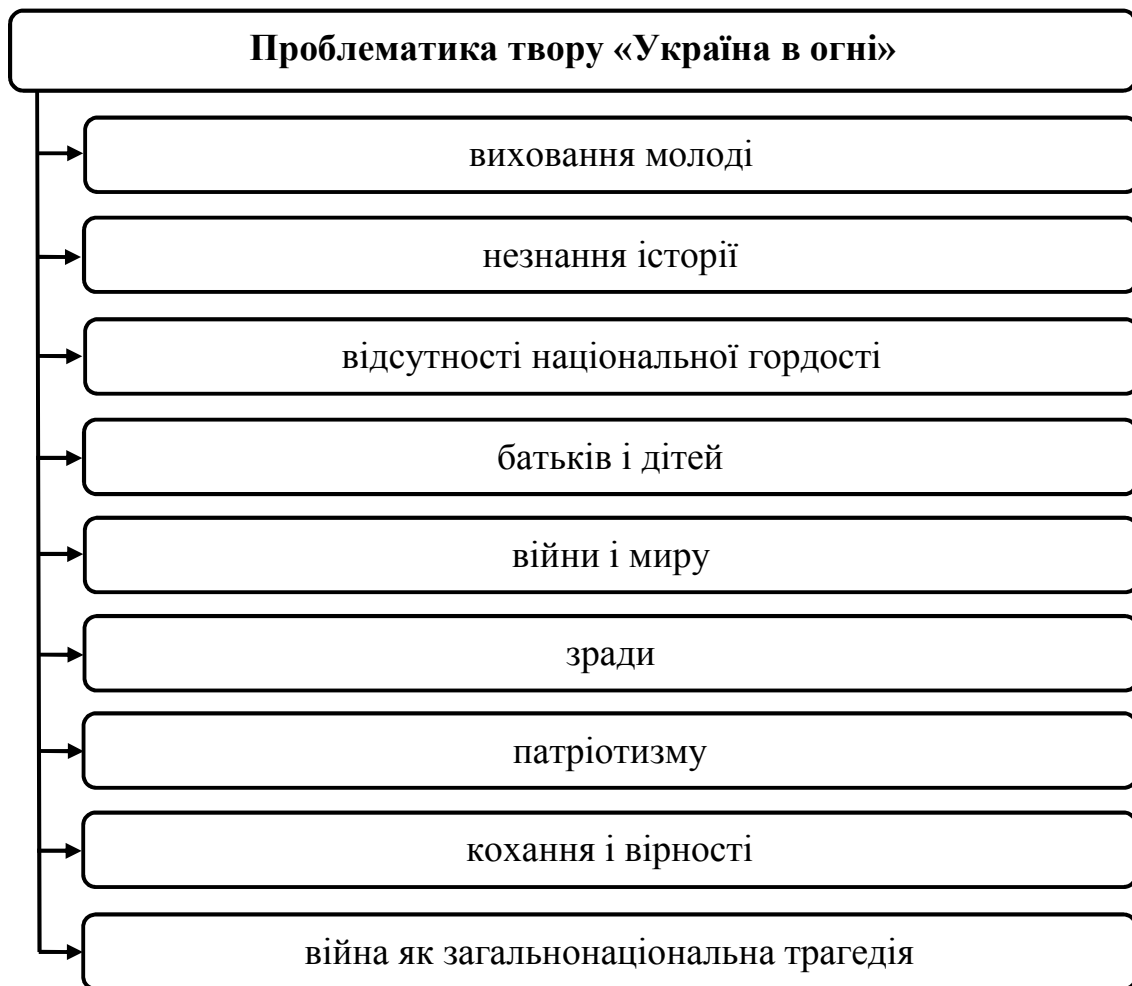 Проблематика твору «Україна в огні»
виховання молоді
незнання історії
відсутності національної гордості
батьків і дітей
війни і миру
зради
патріотизму
кохання і вірності
війна як загальнонаціональна трагедія